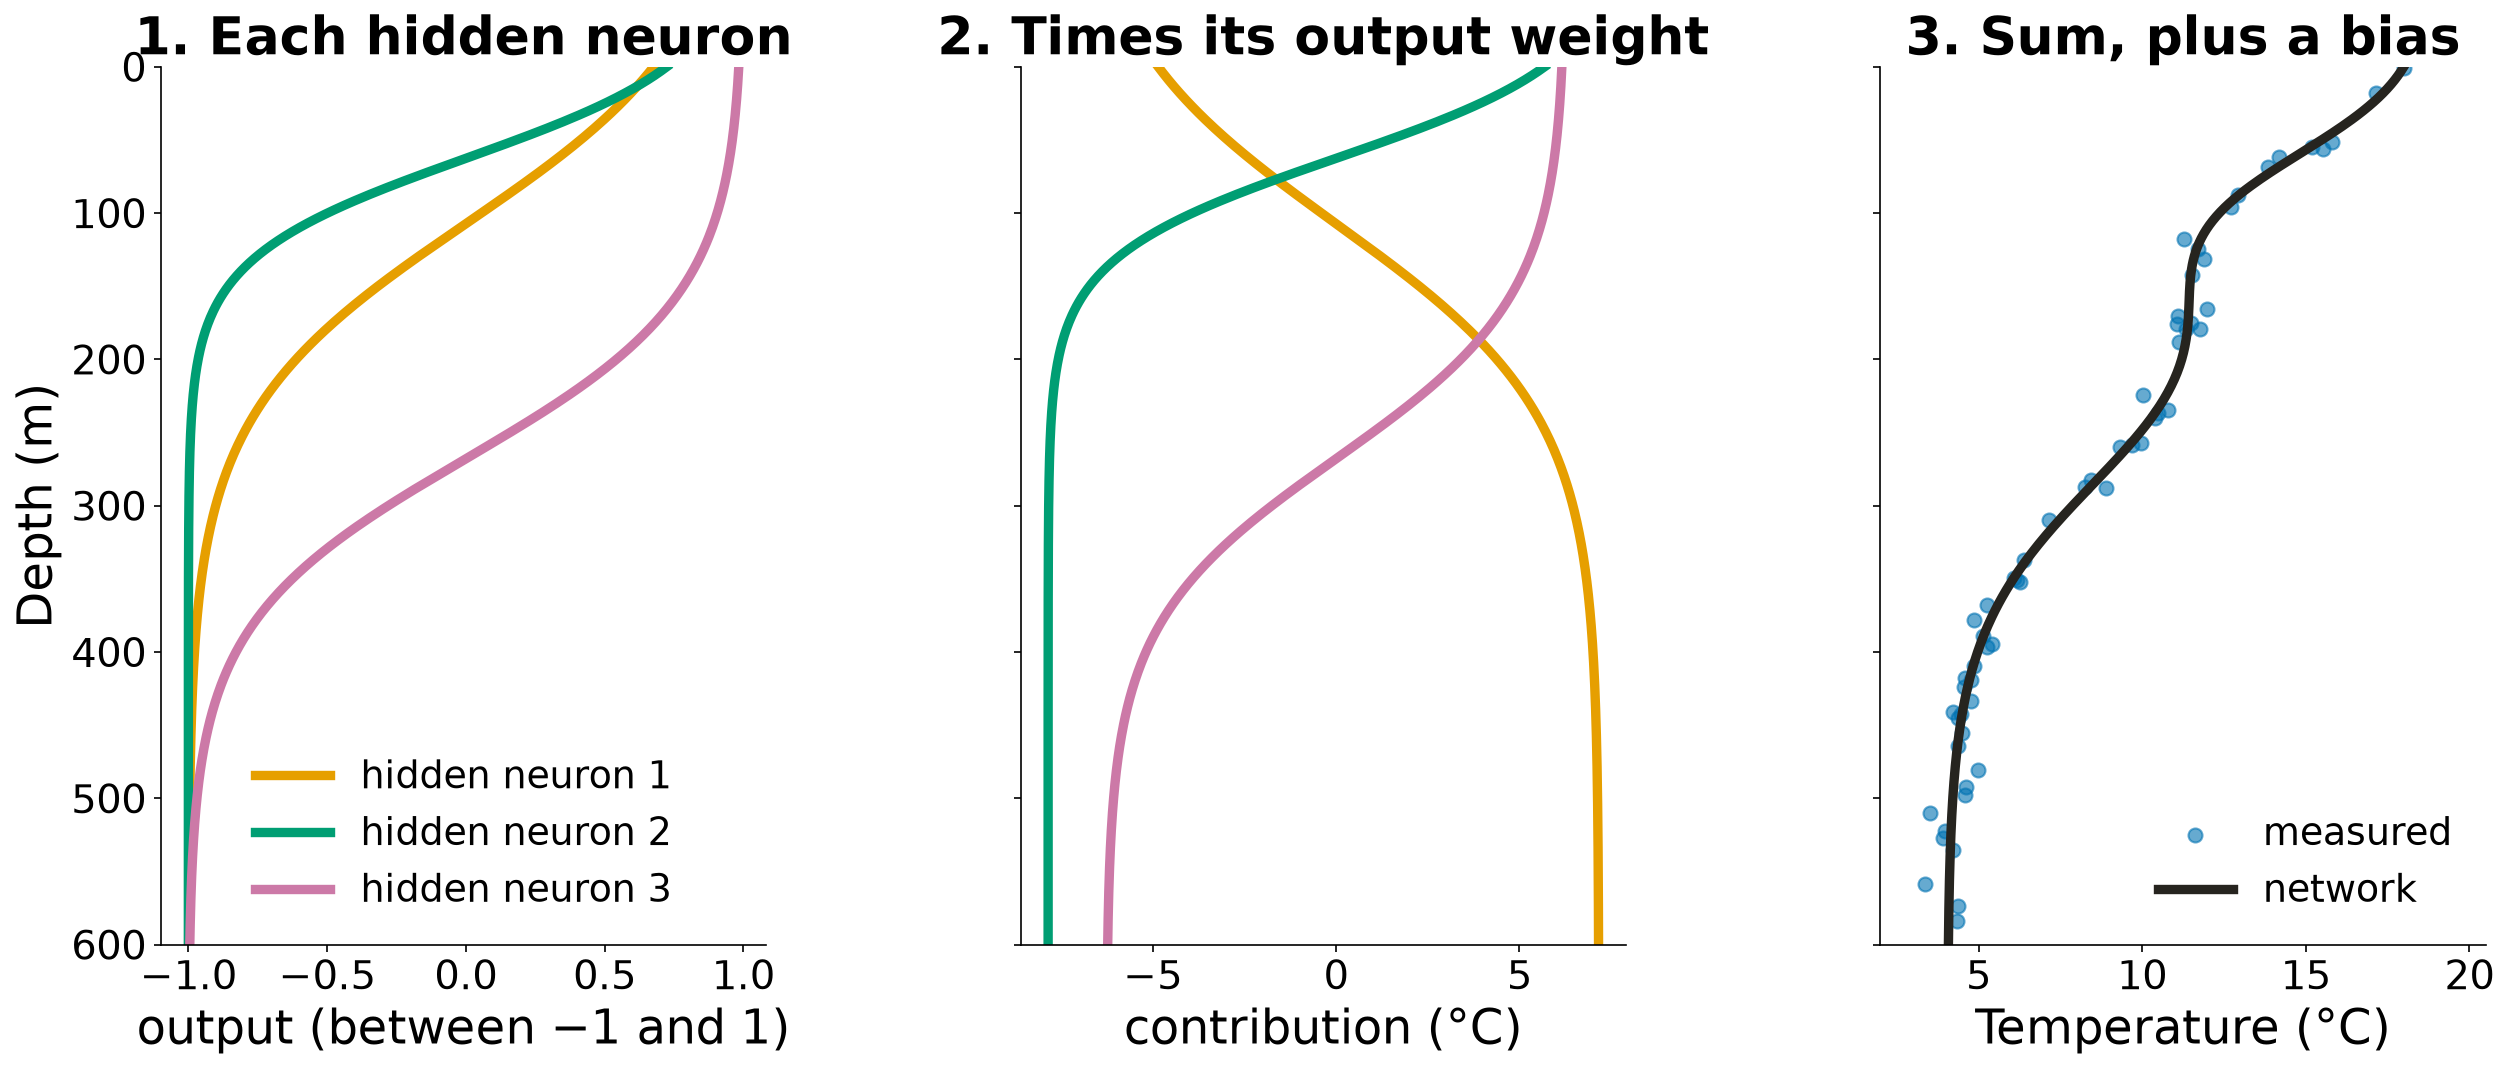 1. Each hidden neuron
2. Times its output weight
3. Sum, plus a bias
Depth (m)
0
100
200
300
400
500
600
hidden neuron 1
hidden neuron 2
hidden neuron 3
−1.0
−0.5
0.0
0.5
1.0
output (between −1 and 1)
−5
0
5
contribution (°C)
measured
network
5
10
15
20
Temperature (°C)